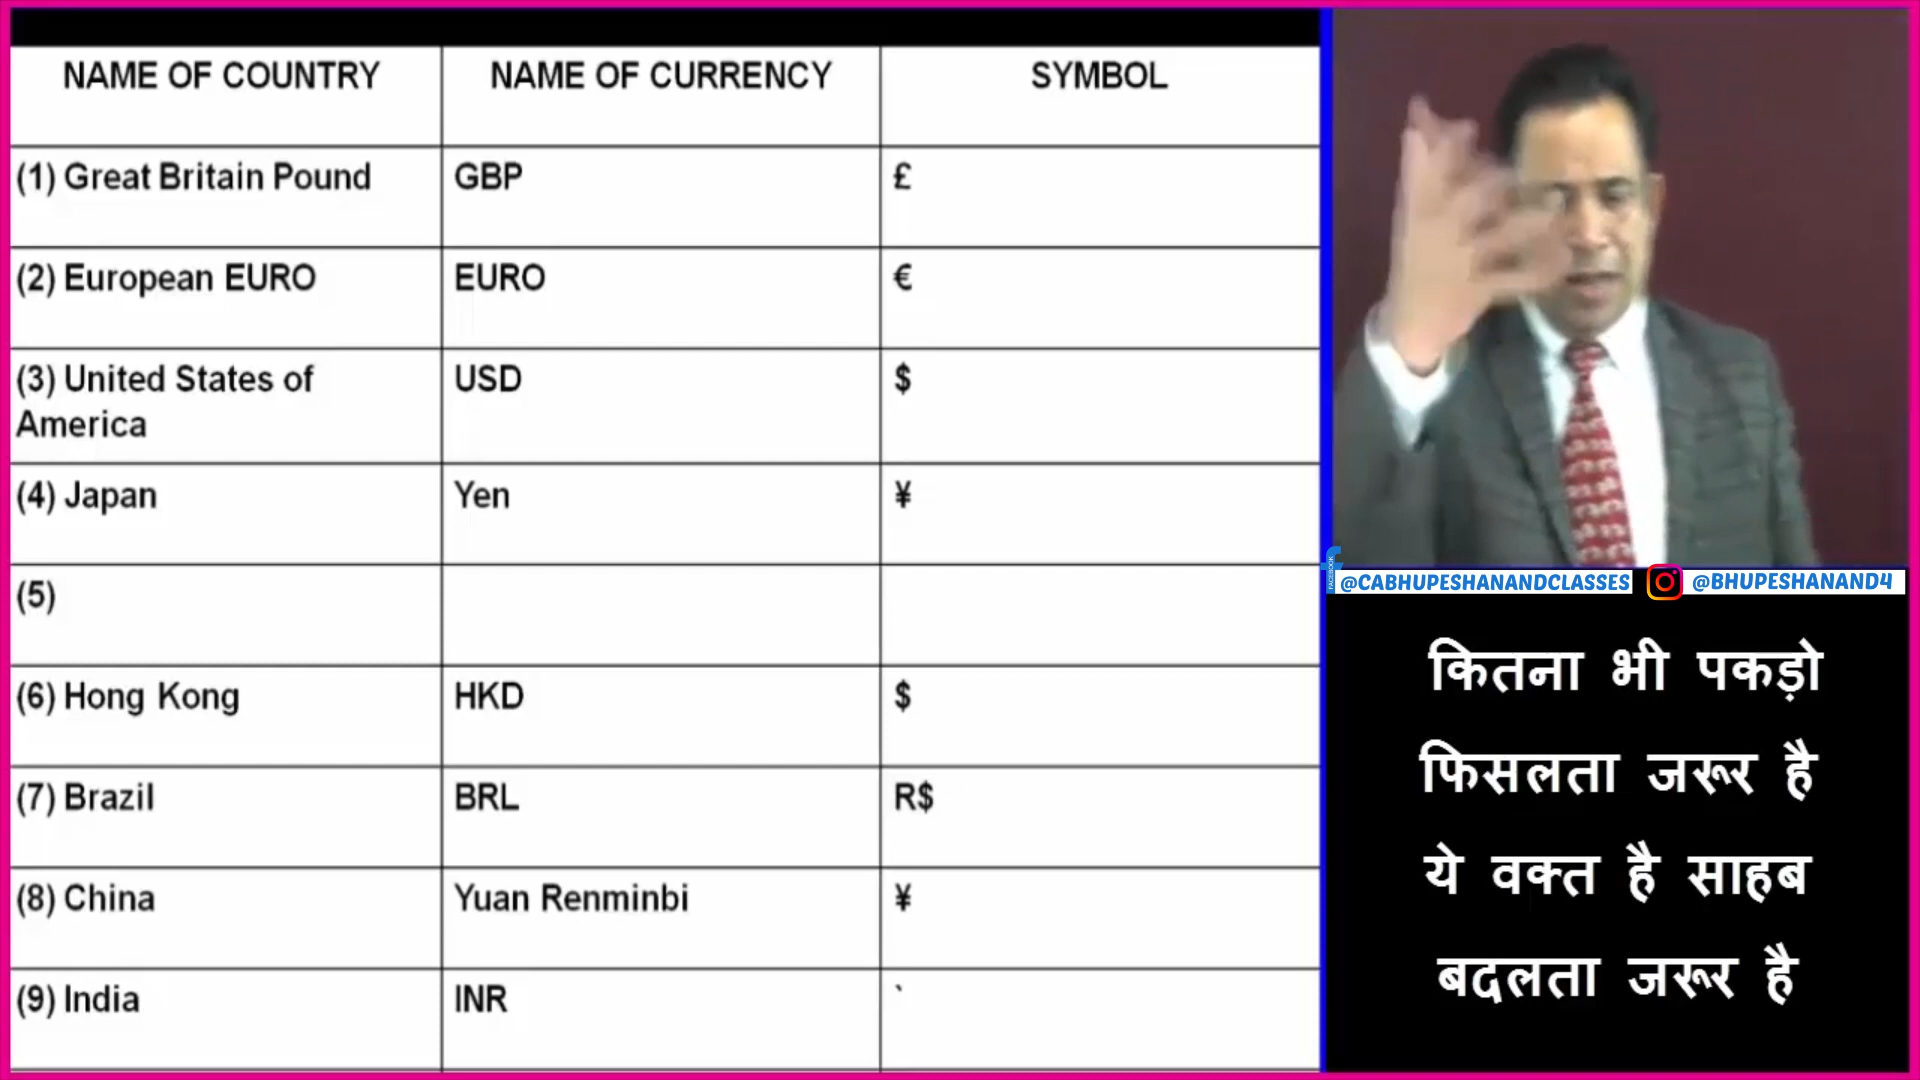 NAME OF COUNTRY NAME OF CURRENCY SYMBOL
(1) Great Britain Pound GBP £
(2) European EURO EURO €
(3) United States of America USD $
(4) Japan Yen ¥
(5)
(6) Hong Kong HKD $
(7) Brazil BRL R$
(8) China Yuan Renminbi ¥
(9) India INR `
@CABHUPESHANANDCLASSES @BHUPESHANAND4
कितना भी पकड़ो
फिसलता जरूर है
ये वक्त है साहब
बदलता जरूर है